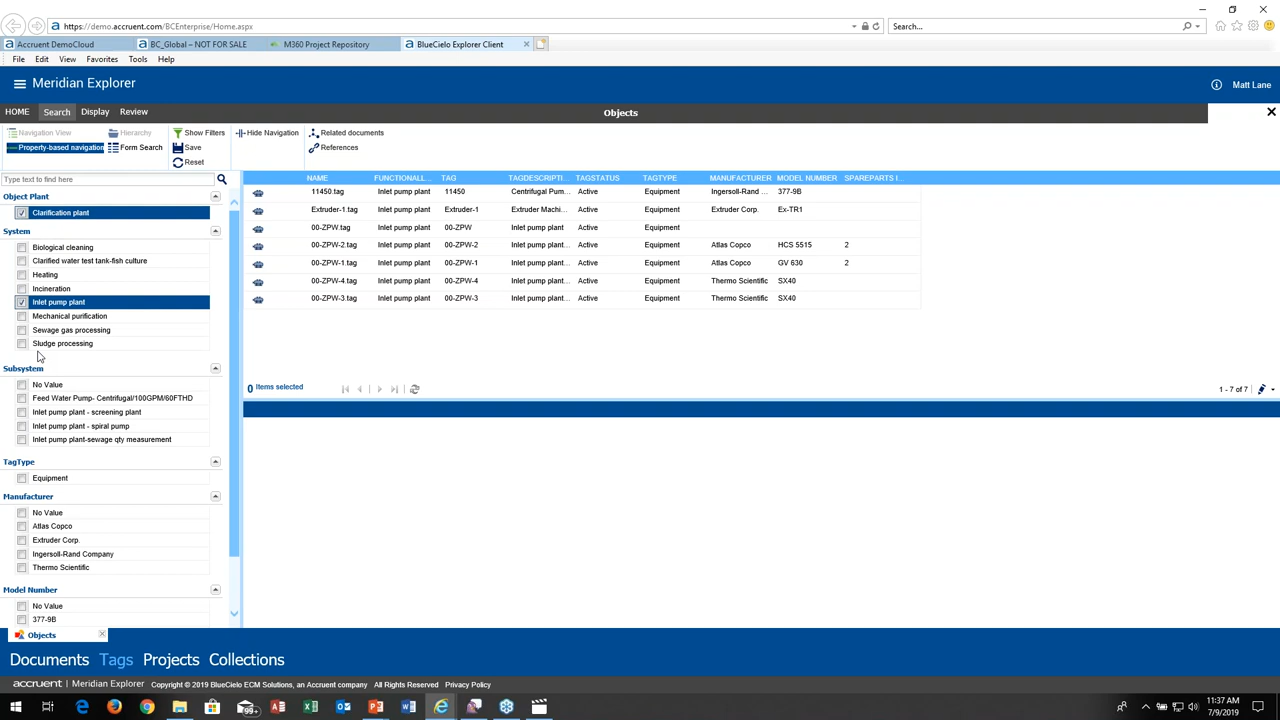 https://demo.accruent.com/BCEnterprise/Home.aspx
Search...
Accruent DemoCloud
BC_Global – NOT FOR SALE
M360 Project Repository
BlueCielo Explorer Client
File Edit View Favorites Tools Help
Meridian Explorer
Matt Lane
HOME Search Display Review
Objects
Navigation View
Hierarchy
Show Filters
Hide Navigation
Related documents
Property-based navigation
Form Search
Save
References
Reset
Type text to find here
NAME FUNCTIONALL... TAG TAGDESCRIPTI... TAGSTATUS TAGTYPE MANUFACTURER MODEL NUMBER SPAREPARTS I...
11450.tag Inlet pump plant 11450 Centrifugal Pum... Active Equipment Ingersoll-Rand ... 377-9B
Extruder-1.tag Inlet pump plant Extruder-1 Extruder Machi... Active Equipment Extruder Corp. Ex-TR1
00-ZPW.tag Inlet pump plant 00-ZPW Inlet pump plant Active Equipment
00-ZPW-2.tag Inlet pump plant 00-ZPW-2 Inlet pump plant... Active Equipment Atlas Copco HCS 5515 2
00-ZPW-1.tag Inlet pump plant 00-ZPW-1 Inlet pump plant... Active Equipment Atlas Copco GV 630 2
00-ZPW-4.tag Inlet pump plant 00-ZPW-4 Inlet pump plant... Active Equipment Thermo Scientific SX40
00-ZPW-3.tag Inlet pump plant 00-ZPW-3 Inlet pump plant... Active Equipment Thermo Scientific SX40
0 Items selected
1 - 7 of 7
Object Plant
Clarification plant
System
Biological cleaning
Clarified water test tank-fish culture
Heating
Incineration
Inlet pump plant
Mechanical purification
Sewage gas processing
Sludge processing
Subsystem
No Value
Feed Water Pump- Centrifugal/100GPM/60FTHD
Inlet pump plant - screening plant
Inlet pump plant - spiral pump
Inlet pump plant-sewage qty measurement
TagType
Equipment
Manufacturer
No Value
Atlas Copco
Extruder Corp.
Ingersoll-Rand Company
Thermo Scientific
Model Number
No Value
377-9B
Objects
Documents Tags Projects Collections
accruent | Meridian Explorer Copyright © 2019 BlueCielo ECM Solutions, an Accruent company All Rights Reserved Privacy Policy
99+
11:37 AM
7/9/2019